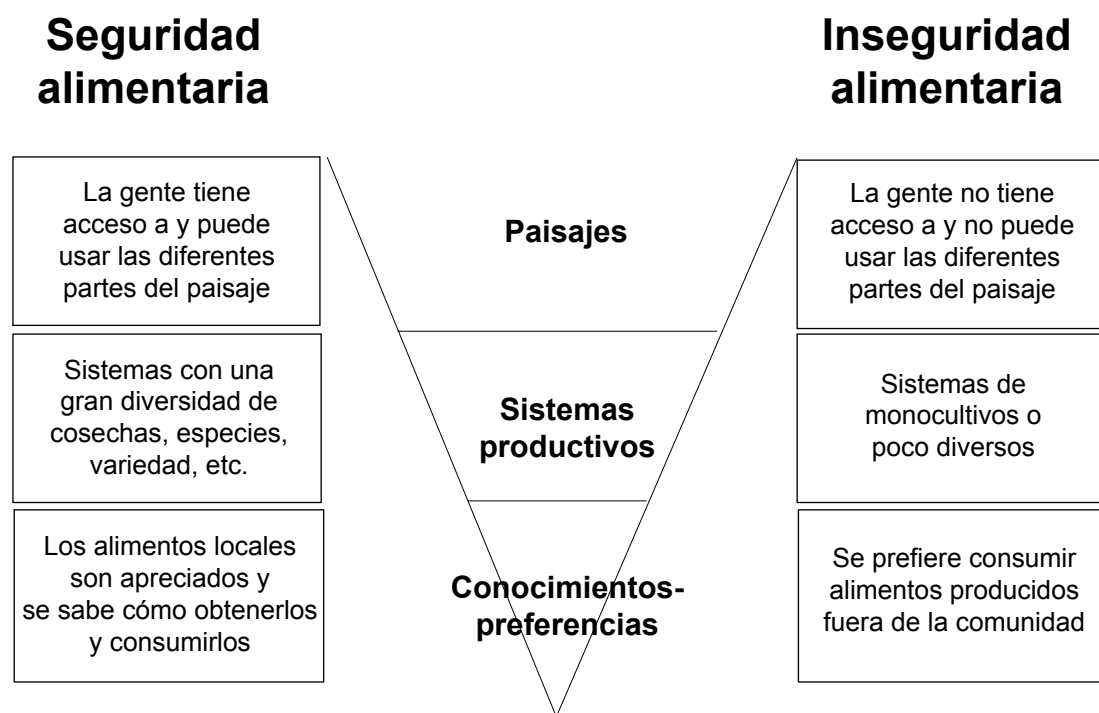 Seguridad
alimentaria
Inseguridad
alimentaria
La gente tiene
acceso a y puede
usar las diferentes
partes del paisaje
Paisajes
La gente no tiene
acceso a y no puede
usar las diferentes
partes del paisaje
Sistemas con una
gran diversidad de
cosechas, especies,
variedad, etc.
Sistemas
productivos
Sistemas de
monocultivos o
poco diversos
Los alimentos locales
son apreciados y
se sabe cómo obtenerlos
y consumirlos
Conocimientos-
preferencias
Se prefiere consumir
alimentos producidos
fuera de la comunidad